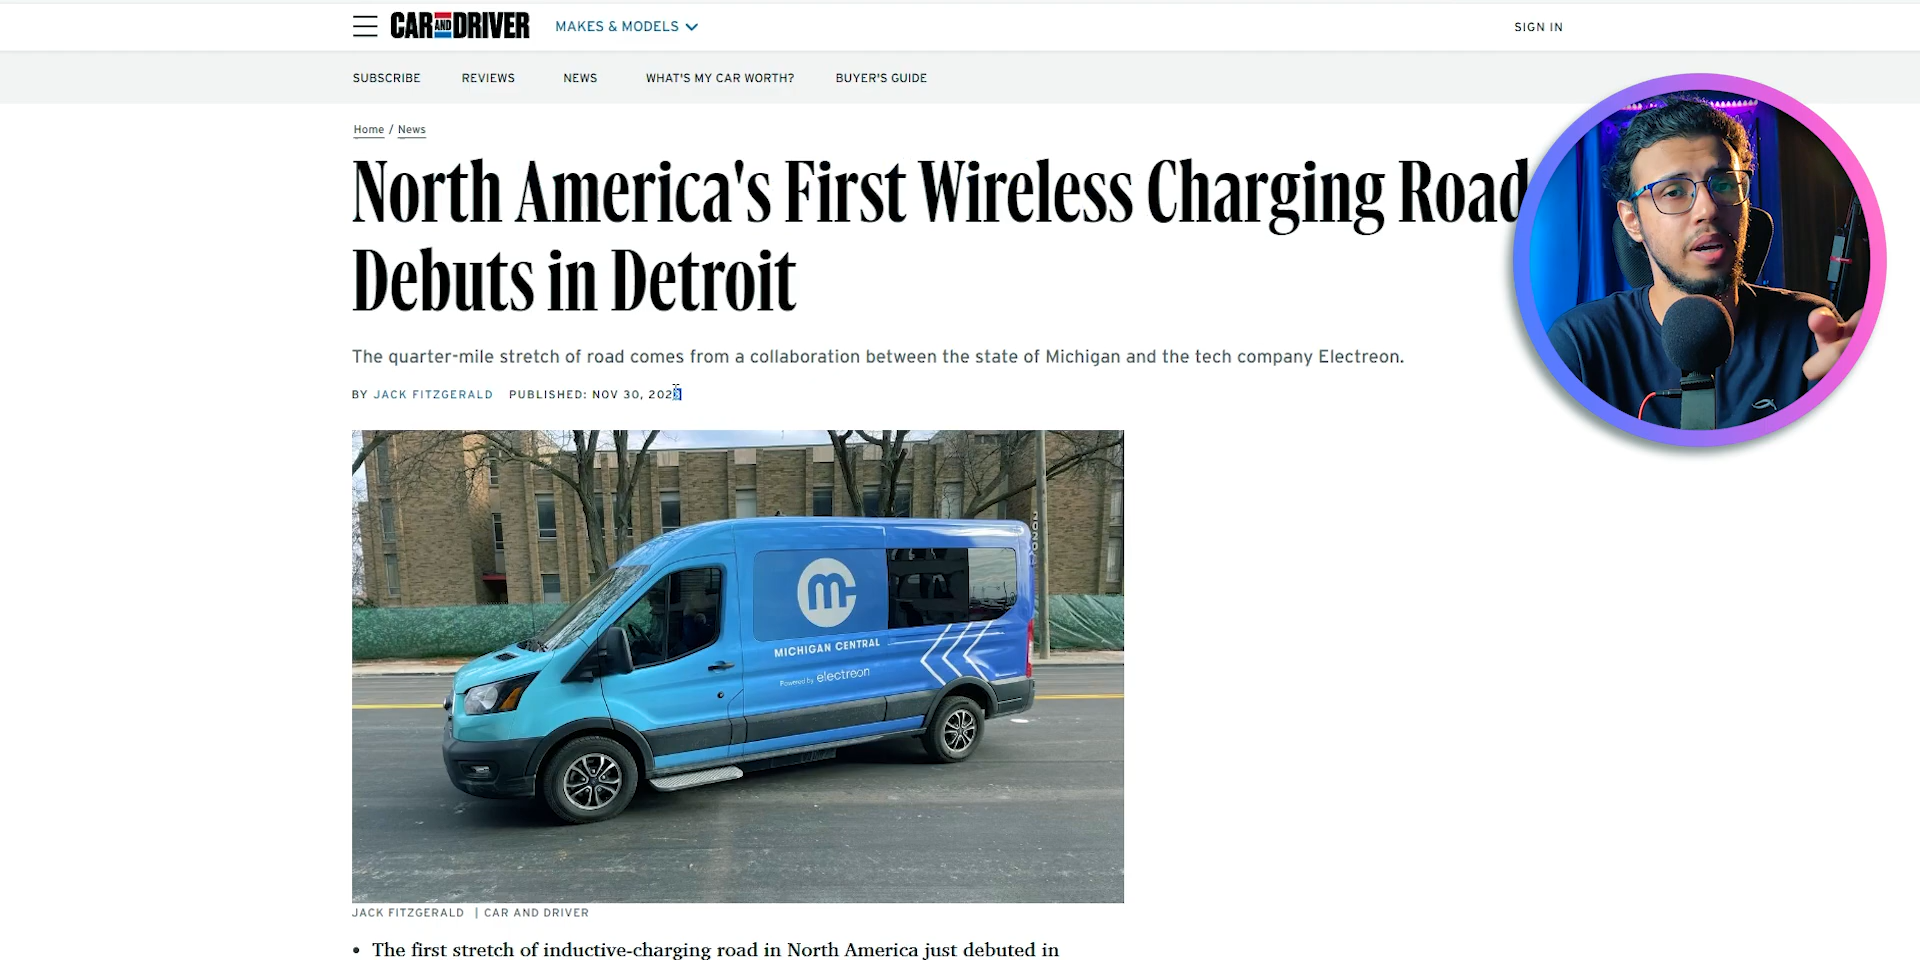 CAR AND DRIVER
MAKES & MODELS
SIGN IN
SUBSCRIBE REVIEWS NEWS WHAT'S MY CAR WORTH? BUYER'S GUIDE
Home / News
North America's First Wireless Charging Road
Debuts in Detroit
The quarter-mile stretch of road comes from a collaboration between the state of Michigan and the tech company Electreon.
BY JACK FITZGERALD PUBLISHED: NOV 30, 202
mc
MICHIGAN CENTRAL
Powered by electreon
JACK FITZGERALD | CAR AND DRIVER
• The first stretch of inductive-charging road in North America just debuted in